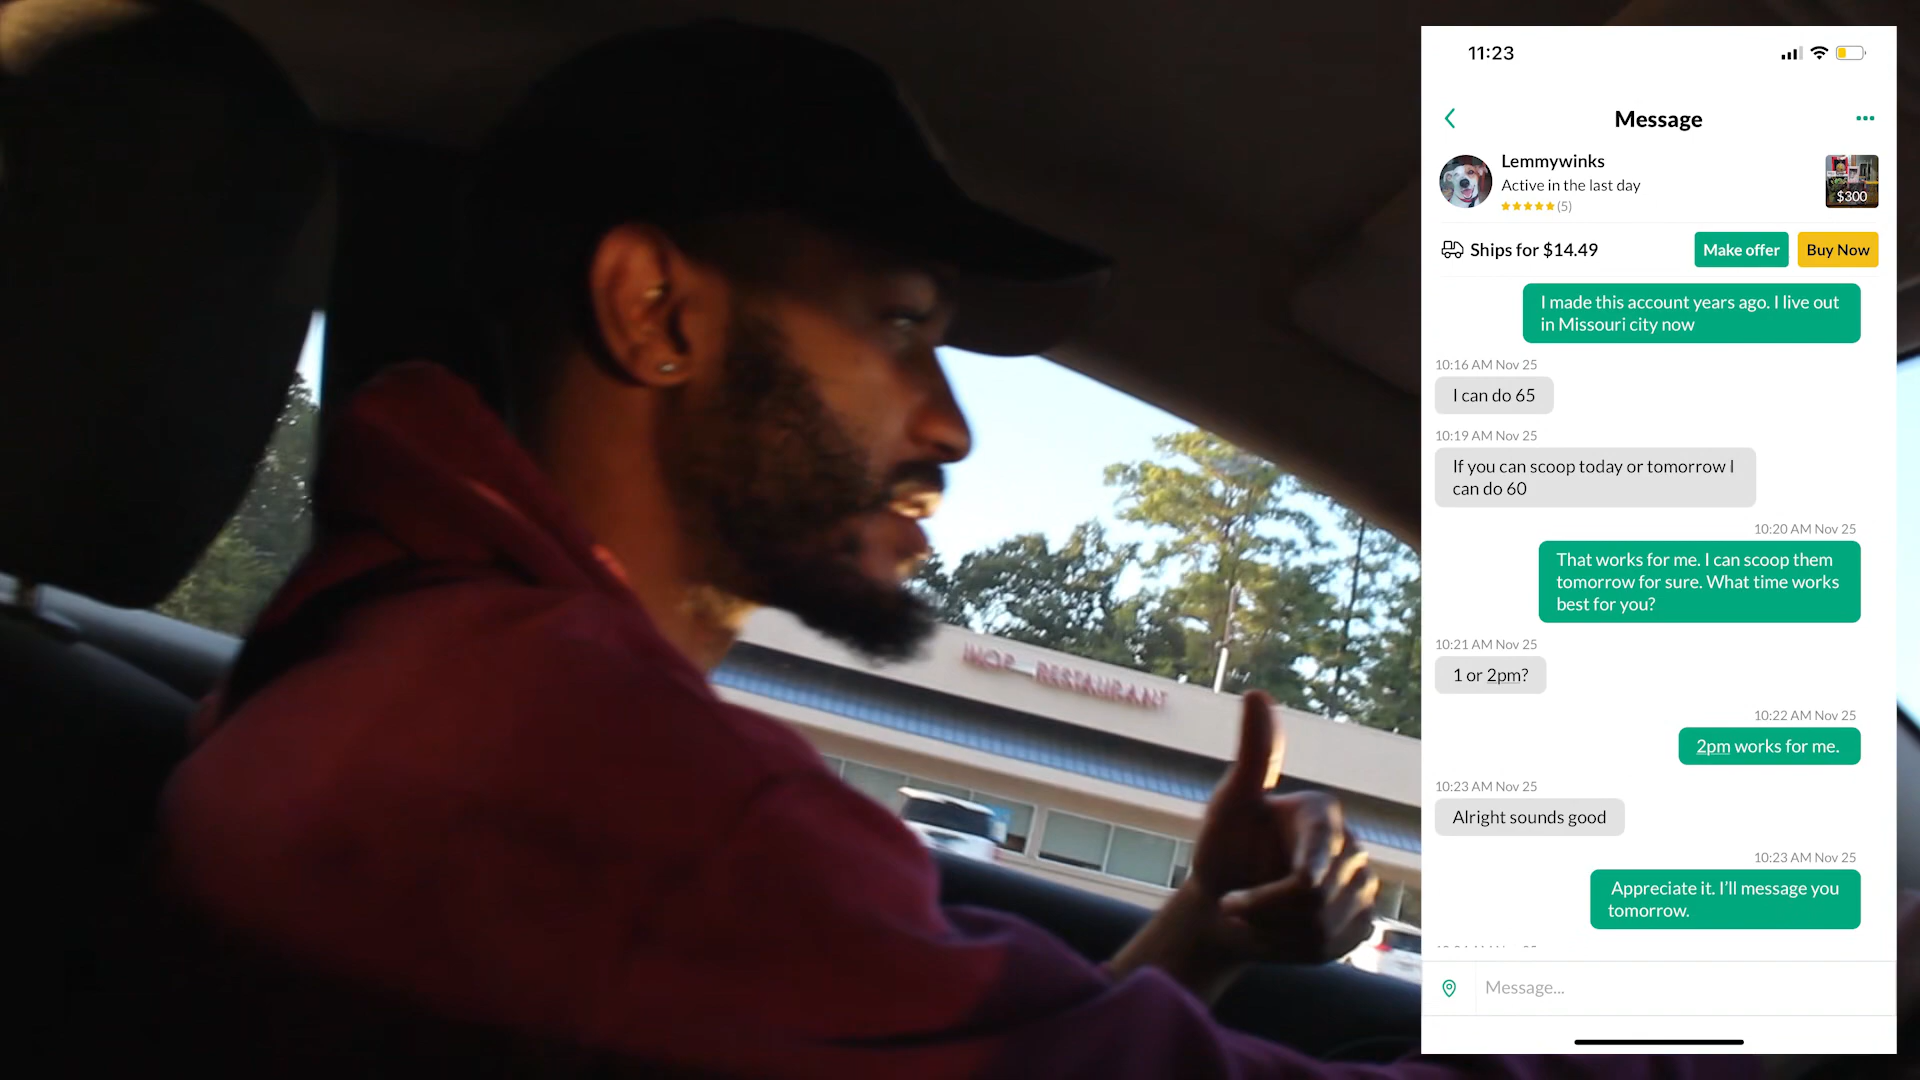 11:23
Message
Lemmywinks
Active in the last day
(5)
$300
Ships for $14.49
Make offer
Buy Now
I made this account years ago. I live out
in Missouri city now
10:16 AM Nov 25
I can do 65
10:19 AM Nov 25
If you can scoop today or tomorrow I
can do 60
10:20 AM Nov 25
That works for me. I can scoop them
tomorrow for sure. What time works
best for you?
10:21 AM Nov 25
1 or 2pm?
10:22 AM Nov 25
2pm works for me.
10:23 AM Nov 25
Alright sounds good
10:23 AM Nov 25
Appreciate it. I’ll message you
tomorrow.
Message...
RESTAURANT